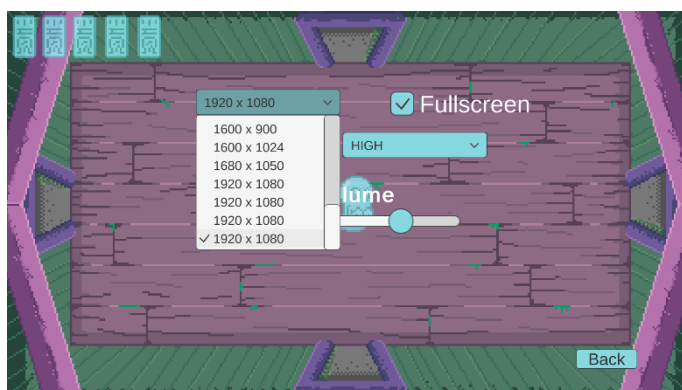 1920 x 1080
Fullscreen
1600 x 900
1600 x 1024
1680 x 1050
1920 x 1080
1920 x 1080
1920 x 1080
✓ 1920 x 1080
HIGH
lume
Back